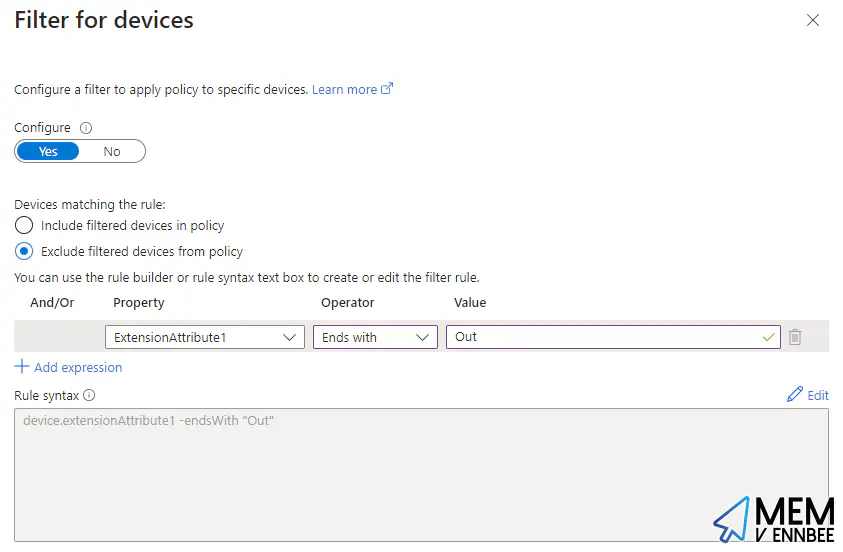 Filter for devices
Configure a filter to apply policy to specific devices. Learn more
Configure
Yes No
Devices matching the rule:
Include filtered devices in policy
Exclude filtered devices from policy
You can use the rule builder or rule syntax text box to create or edit the filter rule.
And/Or Property Operator Value
ExtensionAttribute1 Ends with Out
Add expression
Rule syntax Edit
device.extensionAttribute1 -endsWith "Out"
MEM
V ENNBEE